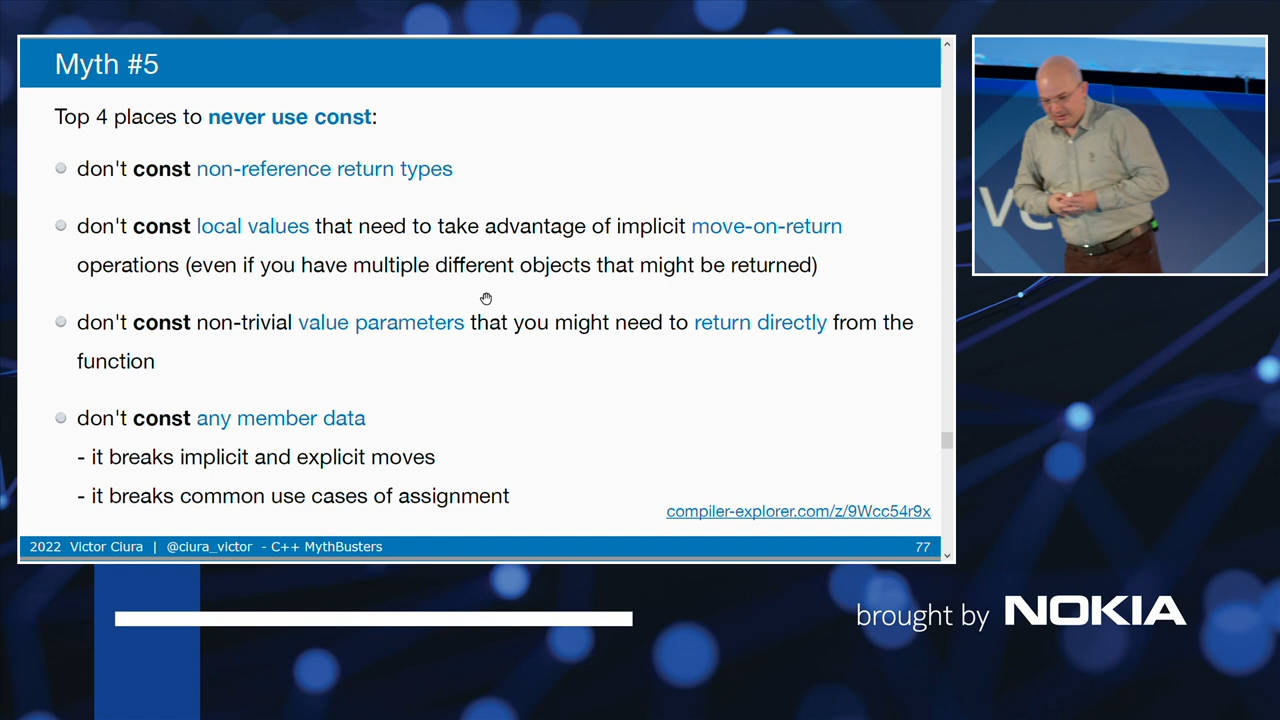 Myth #5
Top 4 places to never use const:
don't const non-reference return types
don't const local values that need to take advantage of implicit move-on-return
operations (even if you have multiple different objects that might be returned)
don't const non-trivial value parameters that you might need to return directly from the
function
don't const any member data
- it breaks implicit and explicit moves
- it breaks common use cases of assignment
compiler-explorer.com/z/9Wcc54r9x
2022 Victor Ciura | @ciura_victor - C++ MythBusters
77
brought by NOKIA